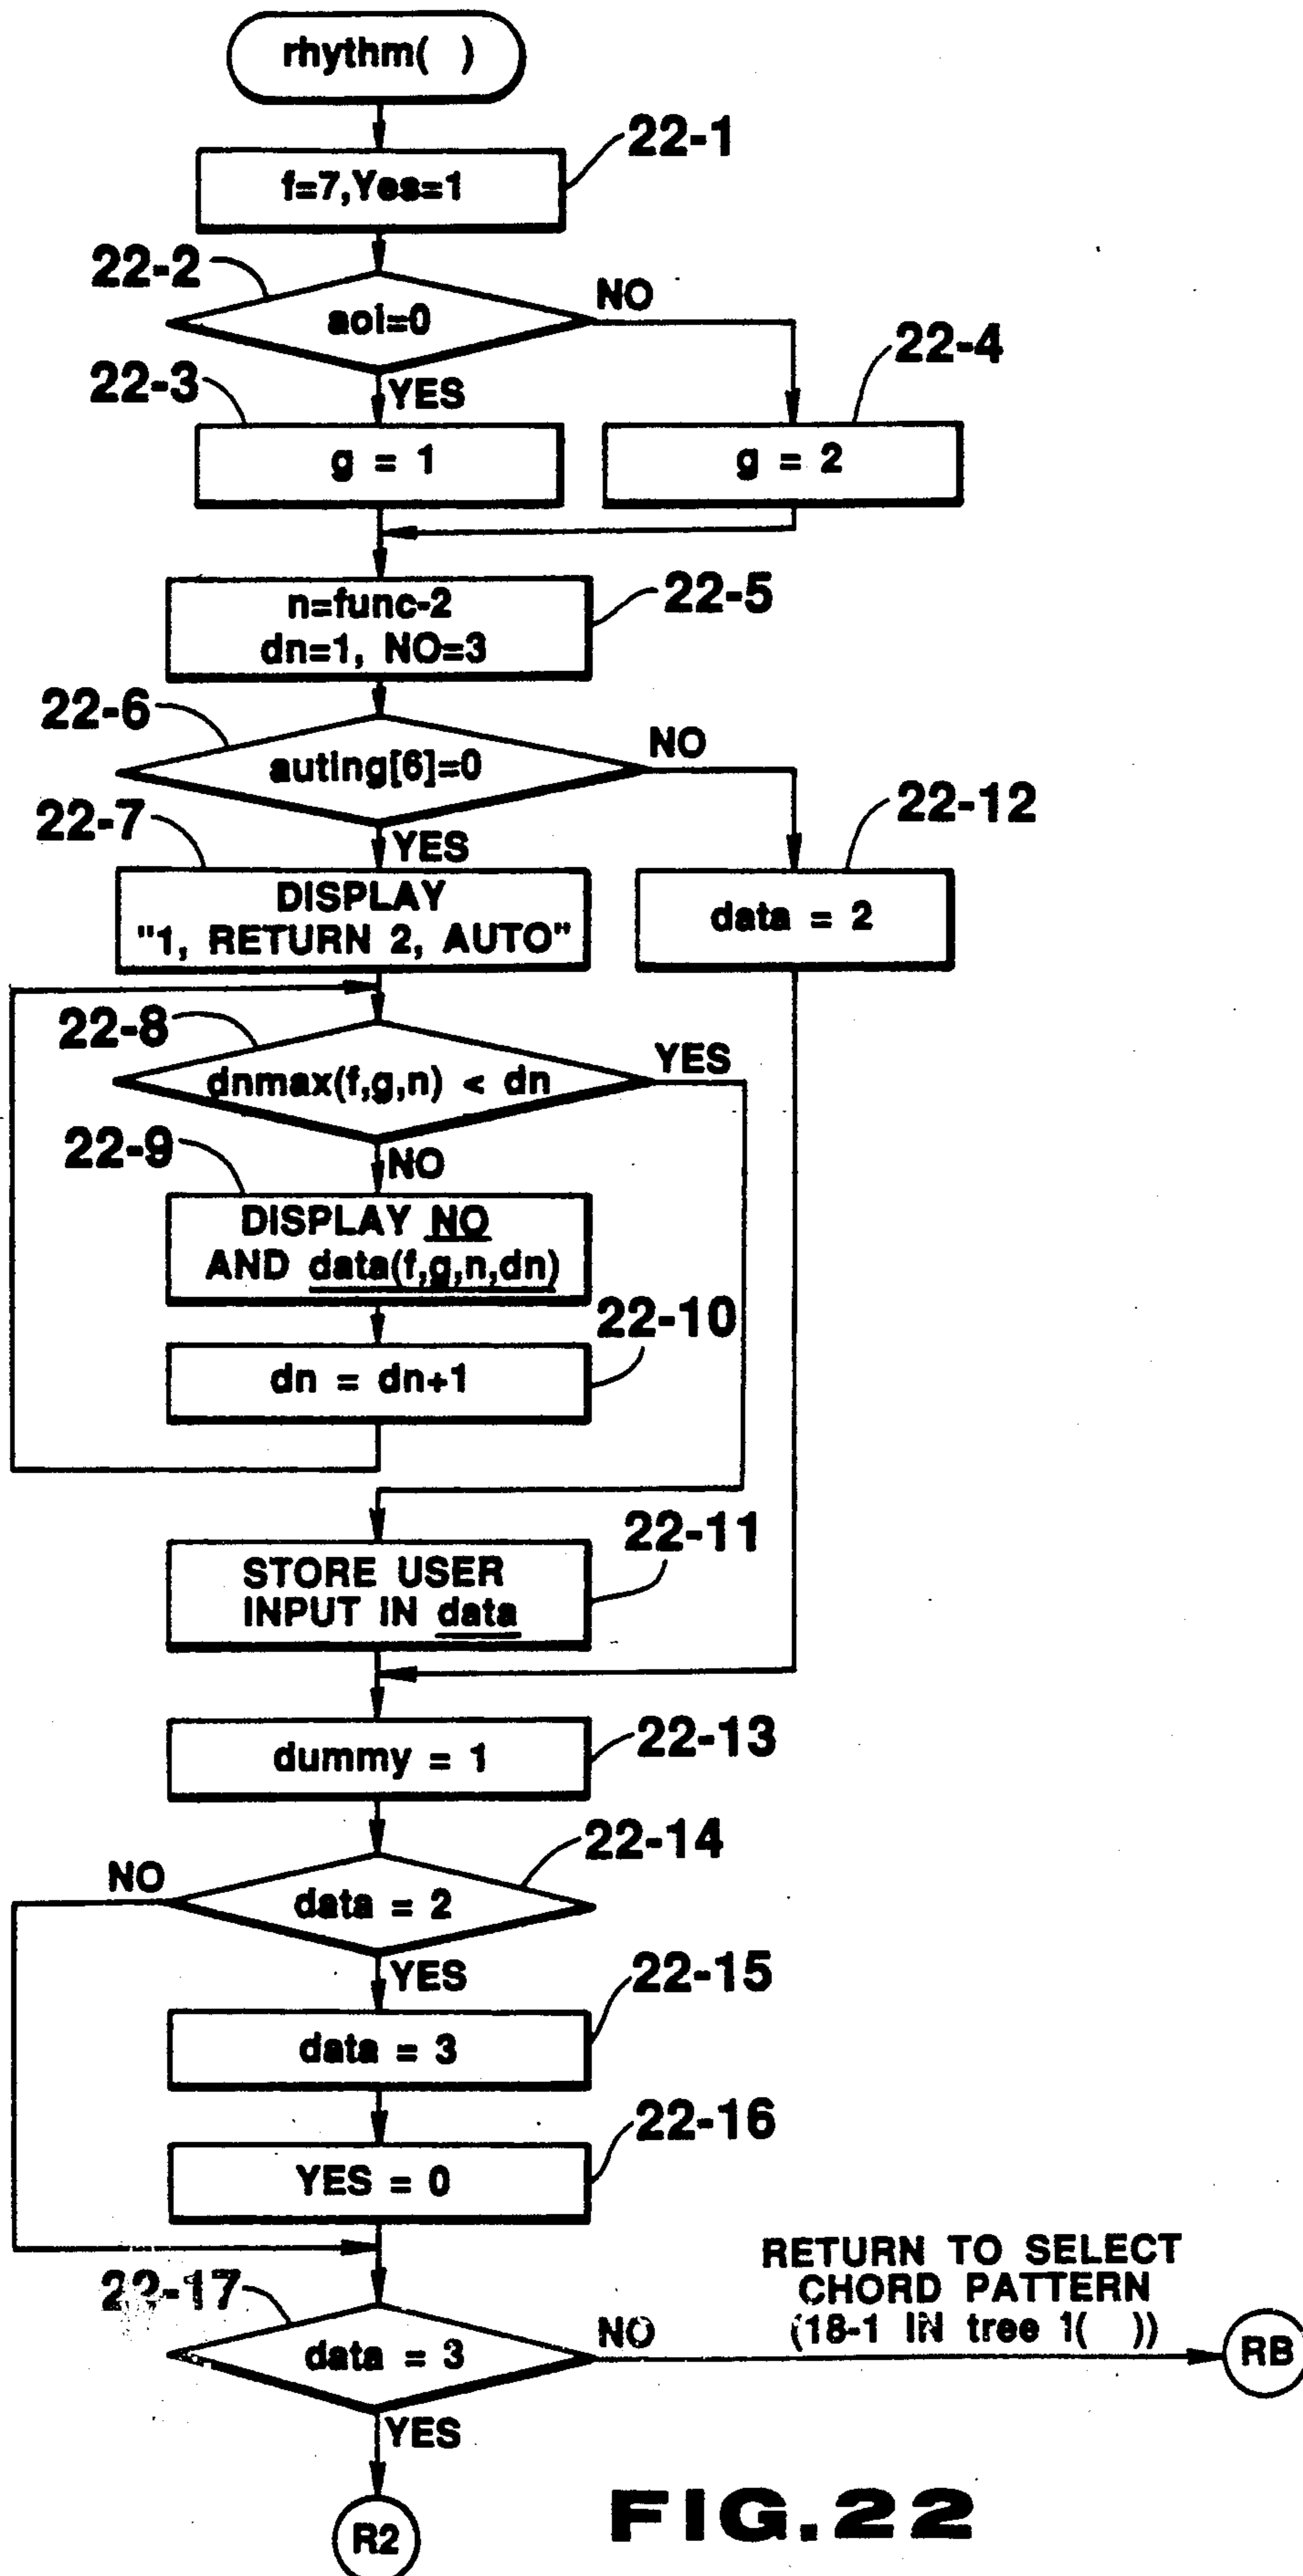 rhythm( )
22-1
f=7,Yes=1
22-2
aoi=0
NO
22-4
22-3
YES
g = 1
g = 2
n=func-2
dn=1, NO=3
22-5
22-6
auting[6]=0
NO
22-7
YES
22-12
DISPLAY
"1, RETURN 2, AUTO"
data = 2
22-8
dnmax(f,g,n) < dn
YES
22-9
NO
DISPLAY NO
AND data(f,g,n,dn)
22-10
dn = dn+1
22-11
STORE USER
INPUT IN data
22-13
dummy = 1
22-14
NO
data = 2
YES
22-15
data = 3
22-16
YES = 0
RETURN TO SELECT
CHORD PATTERN
(18-1 IN tree 1( ))
22-17
data = 3
NO
RB
YES
R2
FIG.22